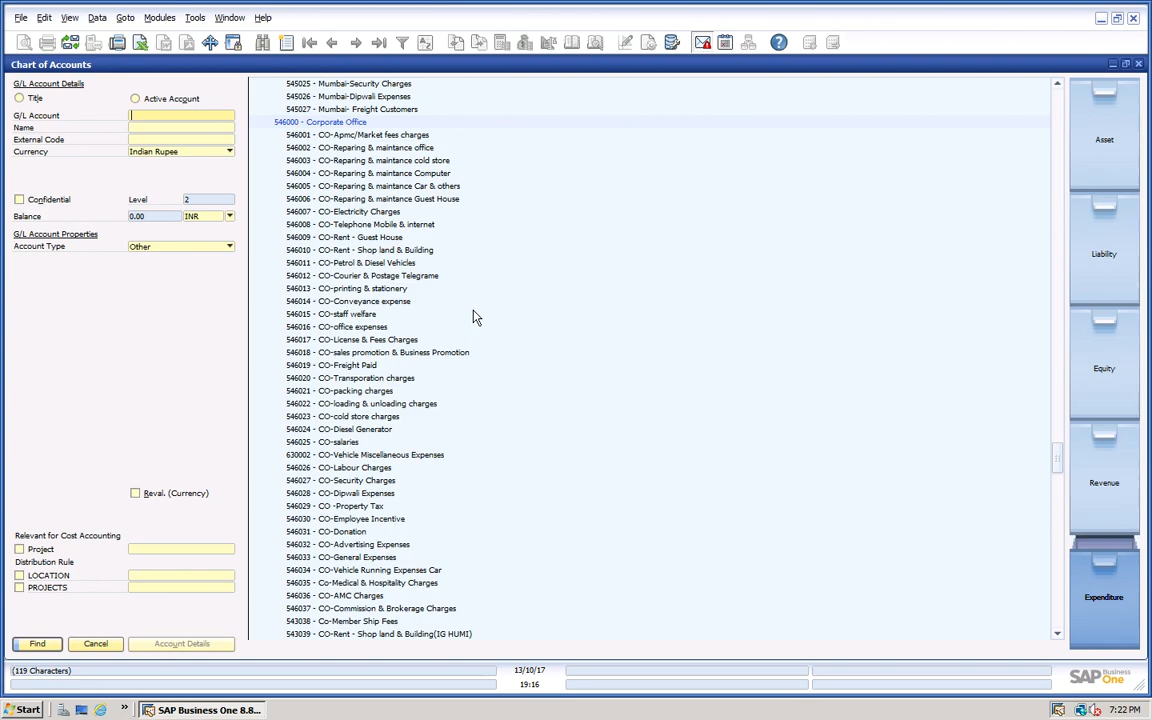 File Edit View Data Goto Modules Tools Window Help
Chart of Accounts
G/L Account Details
Title Active Account
G/L Account
Name
External Code
Currency Indian Rupee
Confidential Level 2
Balance 0.00 INR
G/L Account Properties
Account Type Other
Reval. (Currency)
Relevant for Cost Accounting
Project
Distribution Rule
LOCATION
PROJECTS
Find Cancel Account Details
545025 - Mumbai-Security Charges
545026 - Mumbai-Dipwali Expenses
545027 - Mumbai- Freight Customers
546000 - Corporate Office
546001 - CO-Apmc/Market fees charges
546002 - CO-Reparing & maintance office
546003 - CO-Reparing & maintance cold store
546004 - CO-Reparing & maintance Computer
546005 - CO-Reparing & maintance Car & others
546006 - CO-Reparing & maintance Guest House
546007 - CO-Electricity Charges
546008 - CO-Telephone Mobile & internet
546009 - CO-Rent - Guest House
546010 - CO-Rent - Shop land & Building
546011 - CO-Petrol & Diesel Vehicles
546012 - CO-Courier & Postage Telegrame
546013 - CO-printing & stationery
546014 - CO-Conveyance expense
546015 - CO-staff welfare
546016 - CO-office expenses
546017 - CO-License & Fees Charges
546018 - CO-sales promotion & Business Promotion
546019 - CO-Freight Paid
546020 - CO-Transporation charges
546021 - CO-packing charges
546022 - CO-loading & unloading charges
546023 - CO-cold store charges
546024 - CO-Diesel Generator
546025 - CO-salaries
630002 - CO-Vehicle Miscellaneous Expenses
546026 - CO-Labour Charges
546027 - CO-Security Charges
546028 - CO-Dipwali Expenses
546029 - CO -Property Tax
546030 - CO-Employee Incentive
546031 - CO-Donation
546032 - CO-Advertising Expenses
546033 - CO-General Expenses
546034 - CO-Vehicle Running Expenses Car
546035 - Co-Medical & Hospitality Charges
546036 - CO-AMC Charges
546037 - CO-Commission & Brokerage Charges
543038 - Co-Member Ship Fees
543039 - CO-Rent - Shop land & Building(IG HUMI)
Asset
Liability
Equity
Revenue
Expenditure
(119 Characters) 13/10/17
19:16
SAP Business One
Start SAP Business One 8.8... 7:22 PM